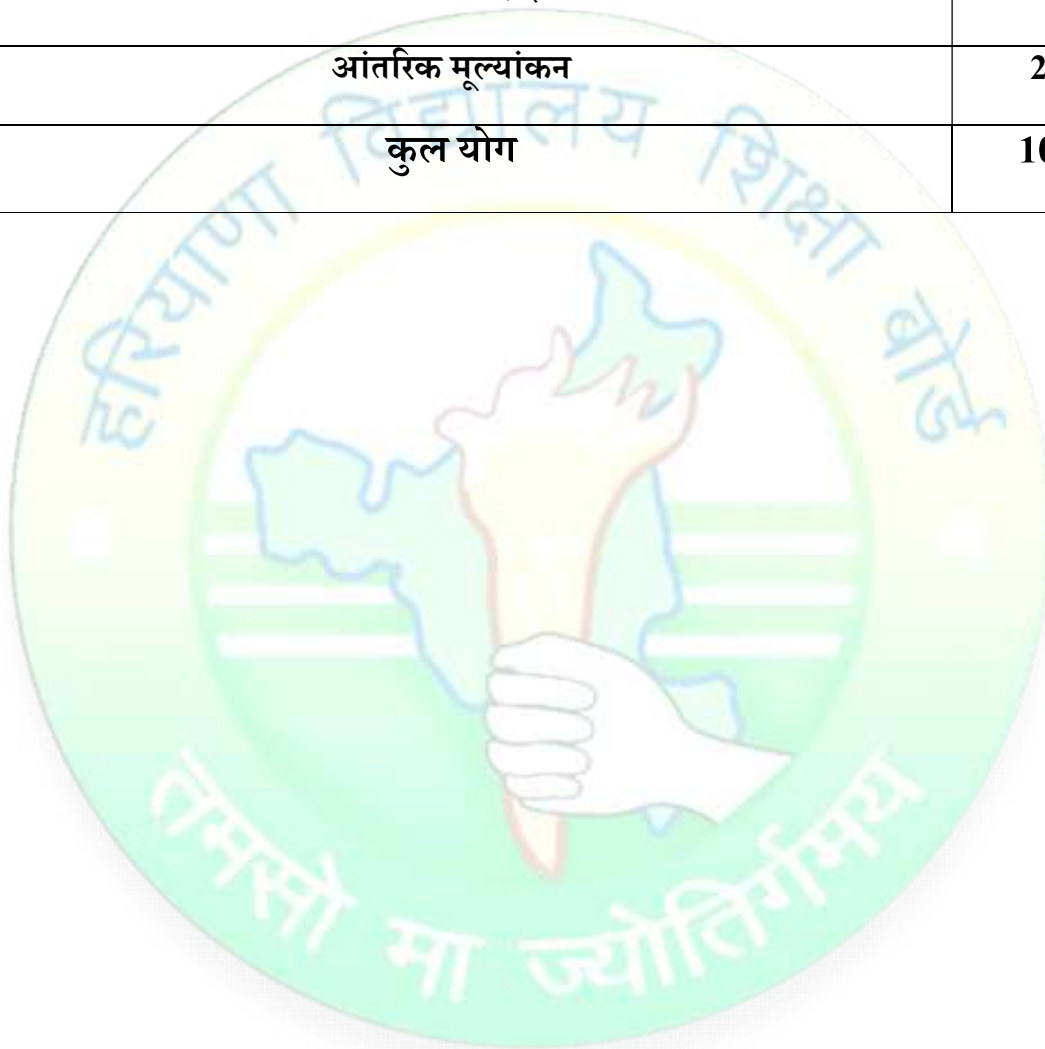 आंतरिक मूल्यांकन 2
कुल योग 10
हरियाणा विद्यालय शिक्षा बोर्ड
तमसो मा ज्योतिर्गमय